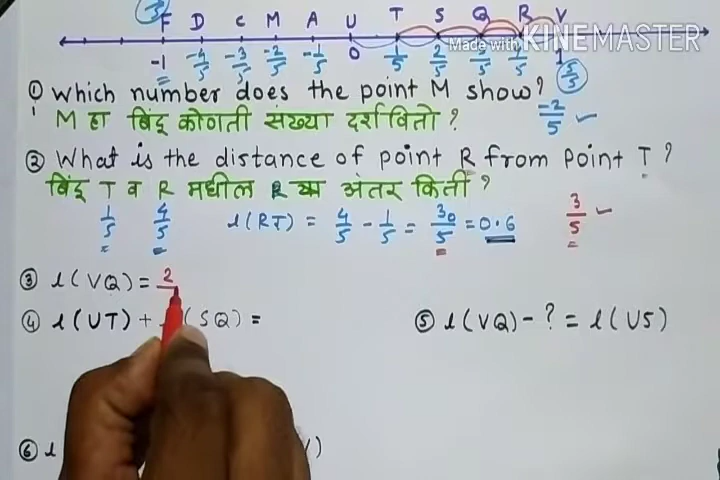 F D C M A U T S Q R V
-1 -4/5 -3/5 -2/5 -1/5 0 1/5 2/5 3/5 1
5/5
Made with KINEMASTER
① Which number does the point M show?
-2/5
M हा बिंदू कोणती संख्या दर्शवितो ?
② What is the distance of point R from point T ?
बिंदू T व R मधील अंतर किती ?
1/5 4/5 l(RT) = 4/5 - 1/5 = 3/5 = 0.6 3/5
③ l(VQ) = 2
④ l(UT) + (SQ) =
⑤ l(VQ) - ? = l(US)
⑥ l )